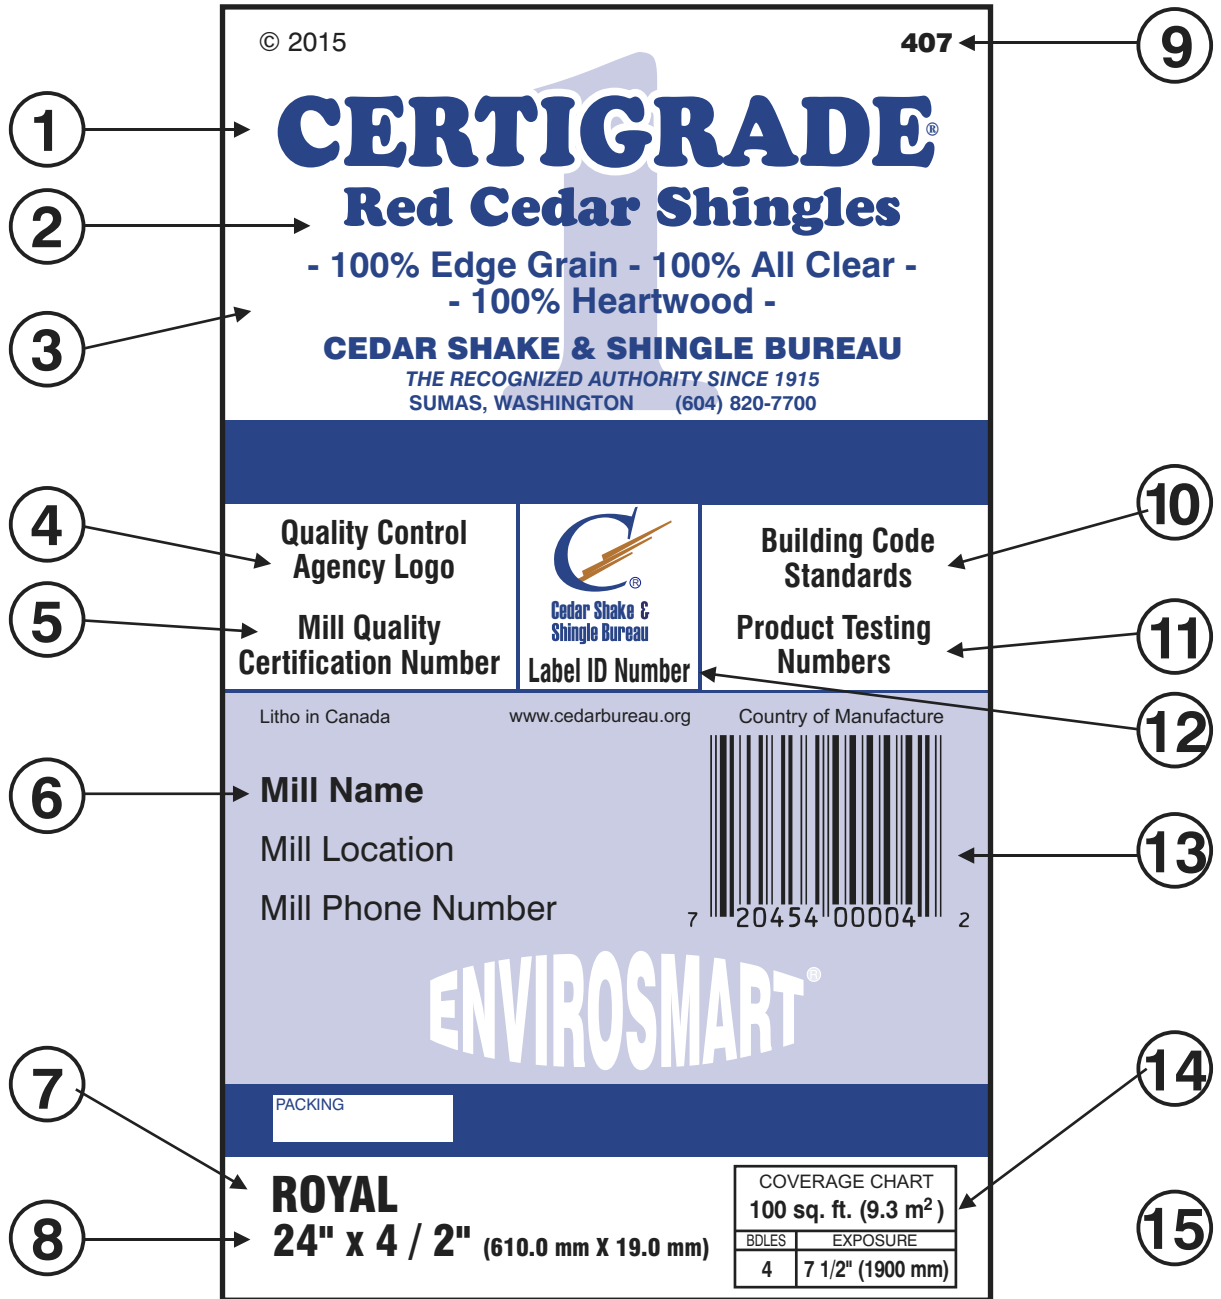 © 2015
407
9
1
CERTIGRADE®
2
Red Cedar Shingles
- 100% Edge Grain - 100% All Clear -
- 100% Heartwood -
3
CEDAR SHAKE & SHINGLE BUREAU
THE RECOGNIZED AUTHORITY SINCE 1915
SUMAS, WASHINGTON (604) 820-7700
1
4
Quality Control
Agency Logo
5
Mill Quality
Certification Number
C®
Cedar Shake &
Shingle Bureau
Label ID Number
Building Code
Standards
10
Product Testing
Numbers
11
12
Litho in Canada
www.cedarbureau.org
Country of Manufacture
6
Mill Name
Mill Location
Mill Phone Number
7 20454 00004 2
13
ENVIROSMART®
14
7
PACKING
ROYAL
8
24" x 4 / 2" (610.0 mm X 19.0 mm)
COVERAGE CHART
100 sq. ft. (9.3 m²)
BDLES EXPOSURE
4 7 1/2" (1900 mm)
15